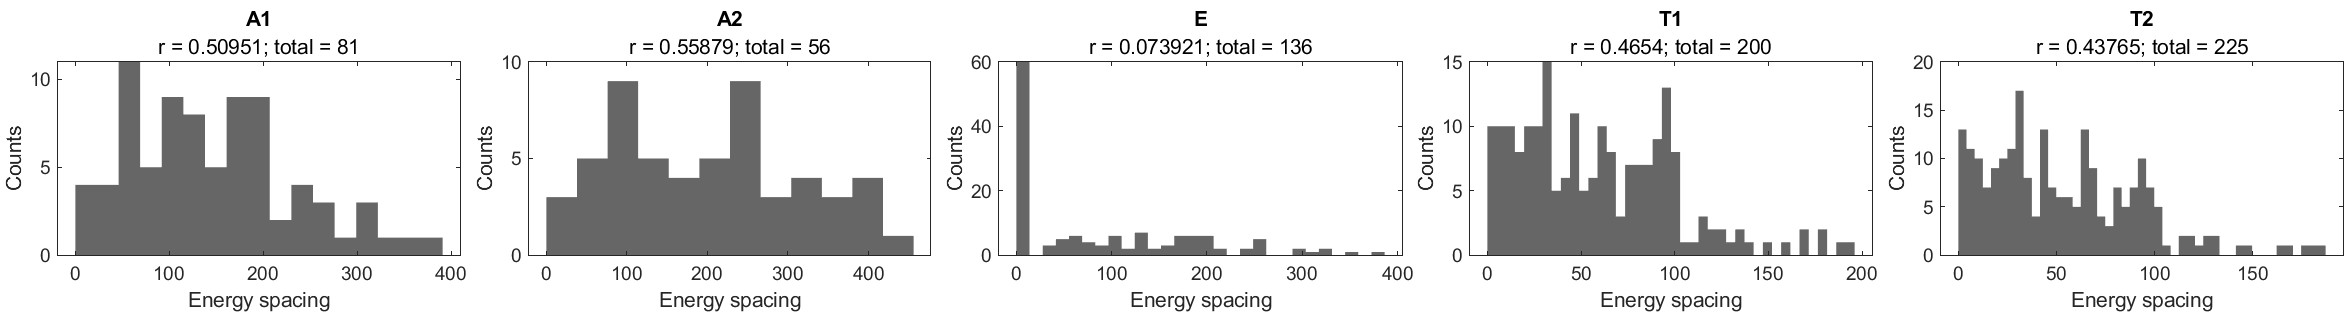 A1
r = 0.50951; total = 81
10
5
0
Counts
0 100 200 300 400
Energy spacing
A2
r = 0.55879; total = 56
10
5
0
Counts
0 100 200 300 400
Energy spacing
E
r = 0.073921; total = 136
60
40
20
0
Counts
0 100 200 300 400
Energy spacing
T1
r = 0.4654; total = 200
15
10
5
0
Counts
0 50 100 150 200
Energy spacing
T2
r = 0.43765; total = 225
20
15
10
5
0
Counts
0 50 100 150
Energy spacing